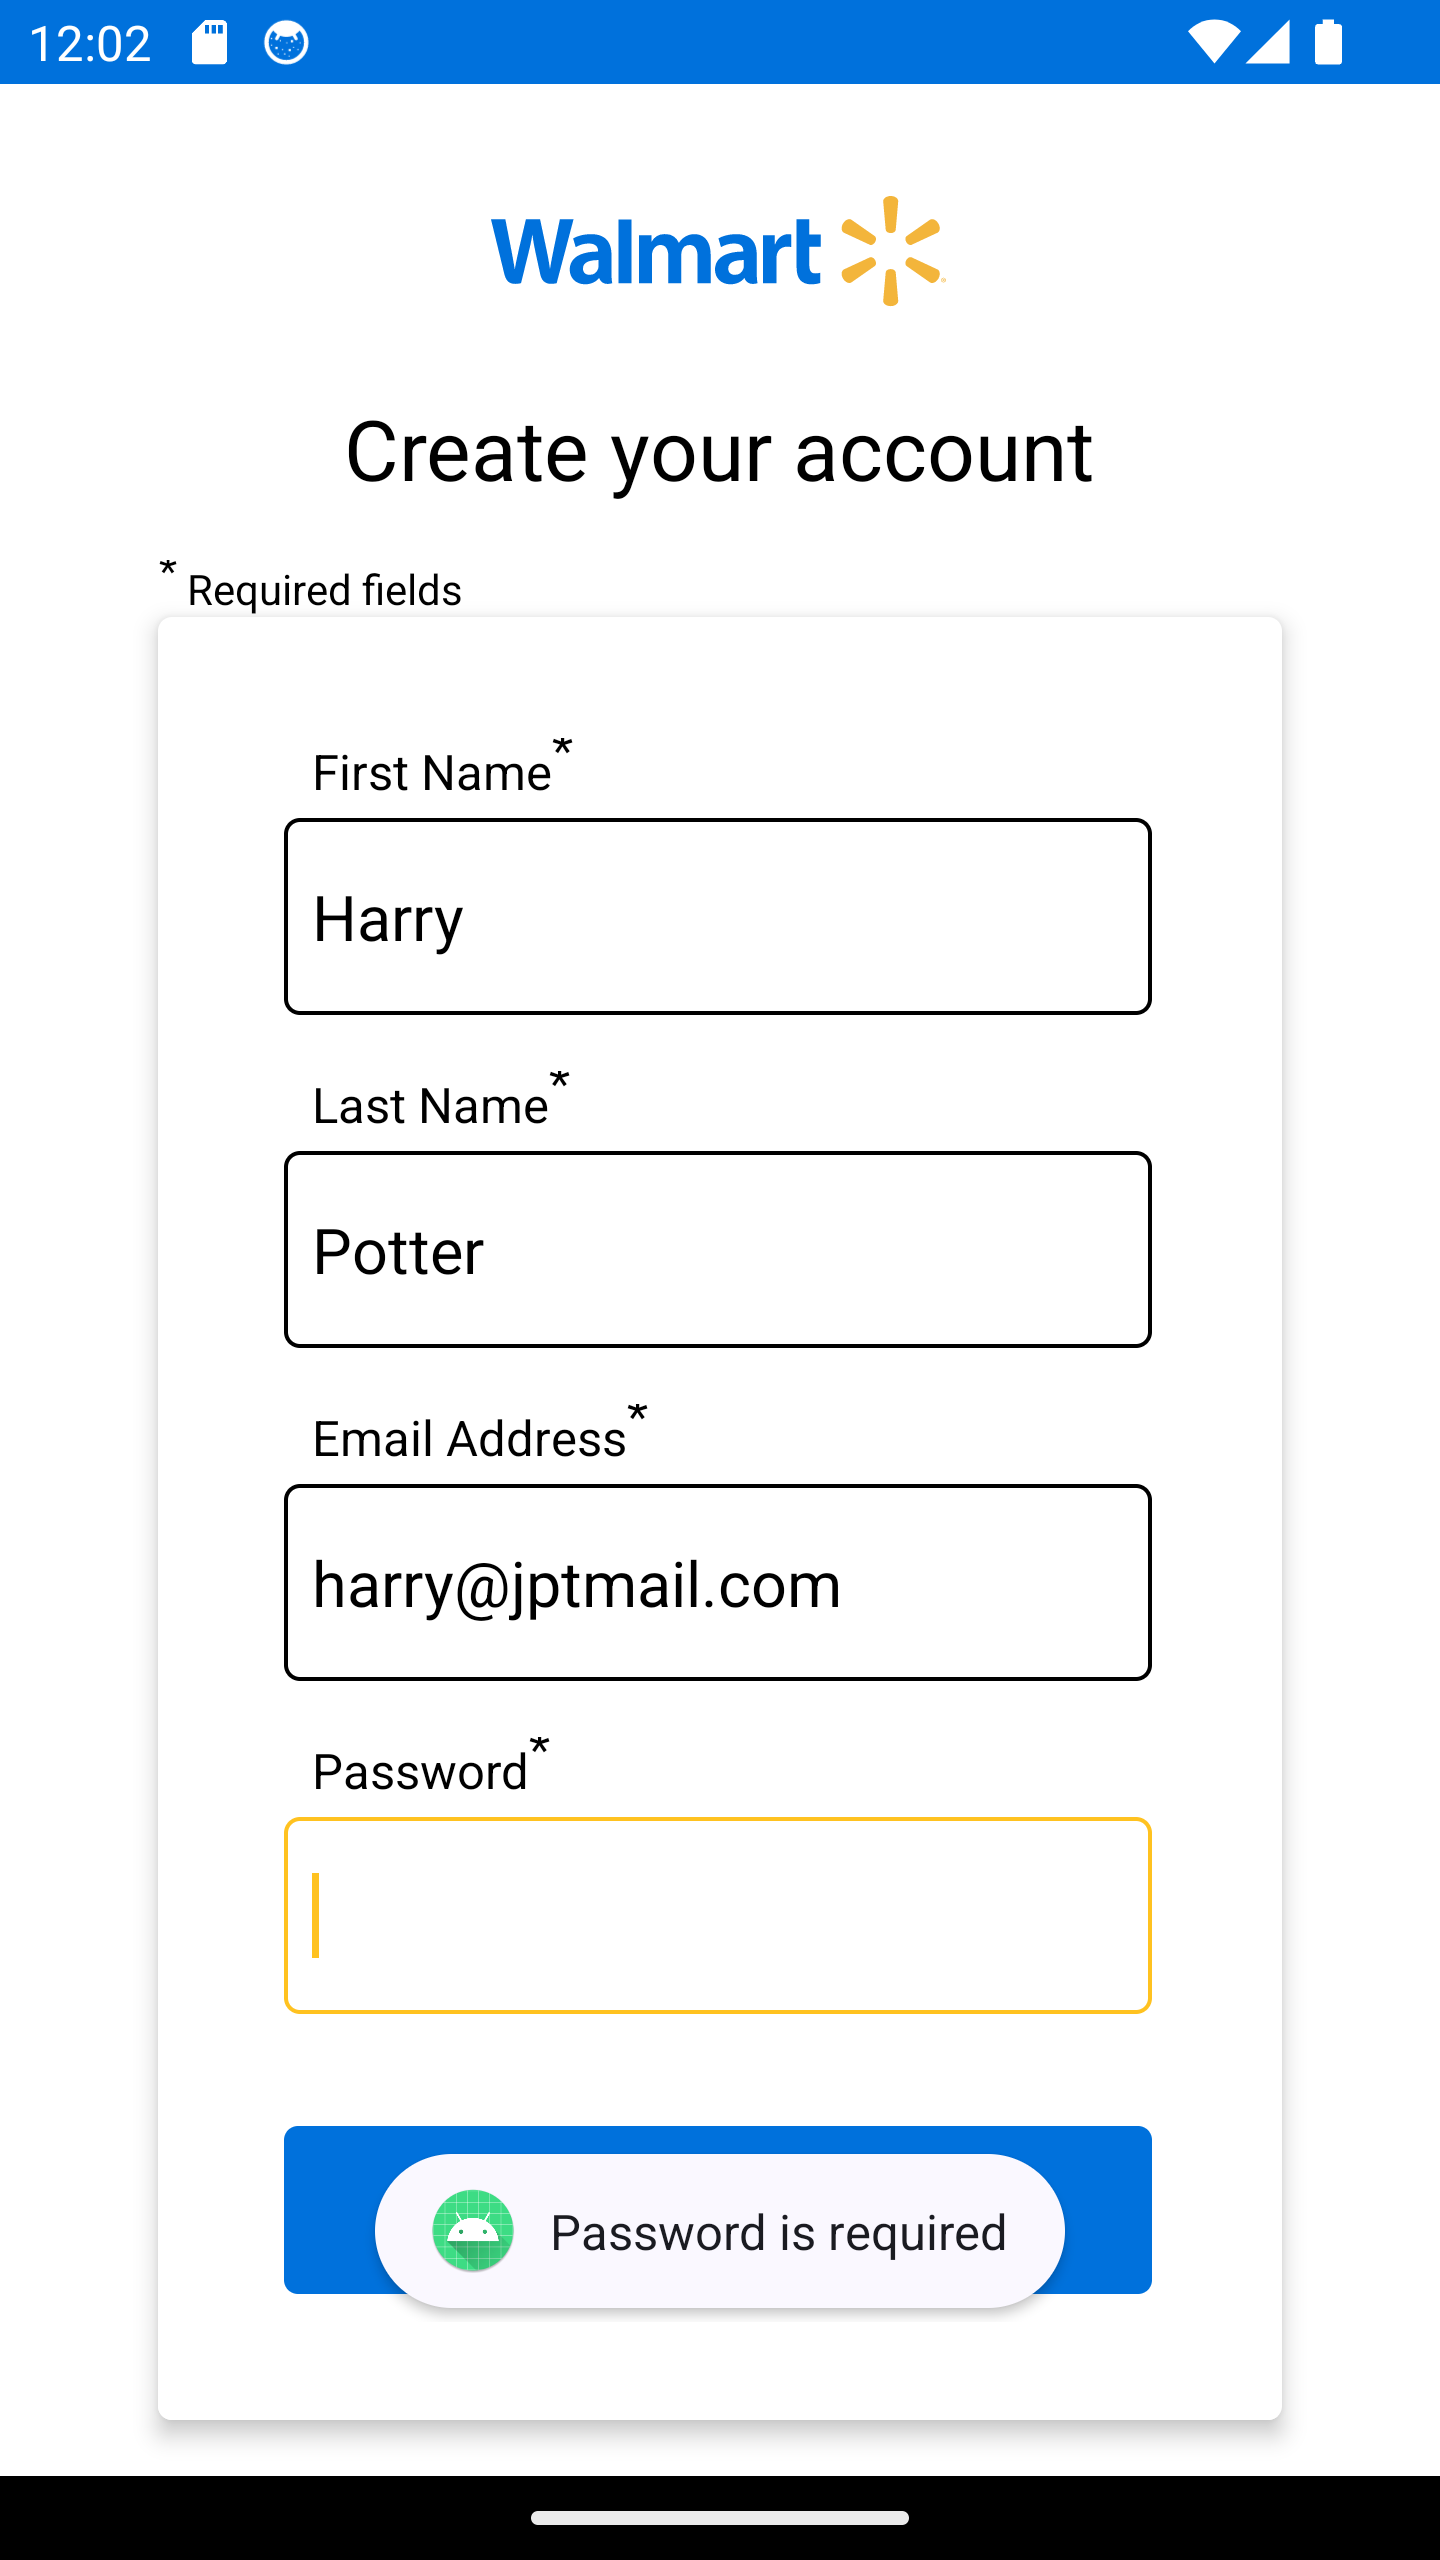 12:02
Walmart
Create your account
* Required fields
First Name*
Harry
Last Name*
Potter
Email Address*
harry@jptmail.com
Password*
Password is required